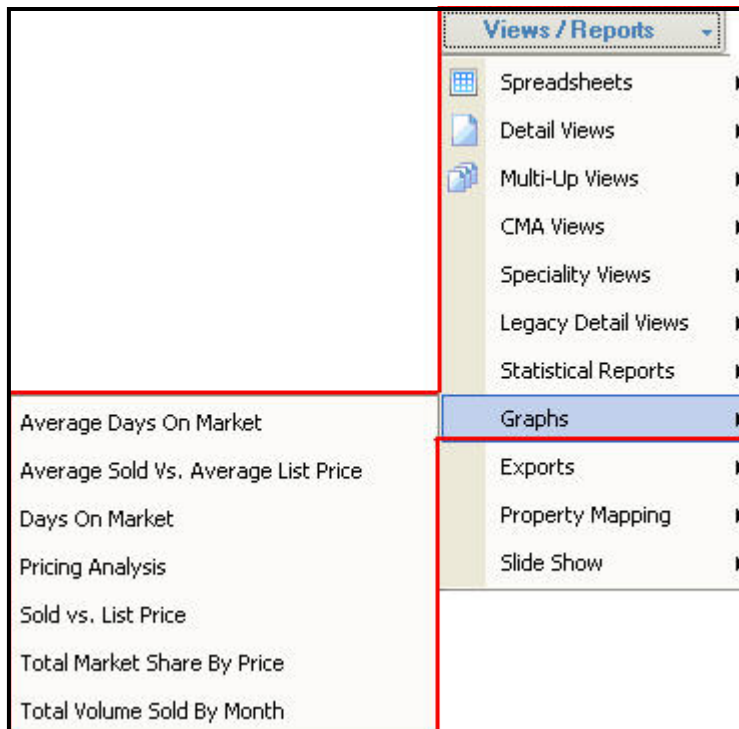 Views / Reports
Spreadsheets
Detail Views
Multi-Up Views
CMA Views
Speciality Views
Legacy Detail Views
Statistical Reports
Graphs
Exports
Property Mapping
Slide Show
Average Days On Market
Average Sold Vs. Average List Price
Days On Market
Pricing Analysis
Sold vs. List Price
Total Market Share By Price
Total Volume Sold By Month